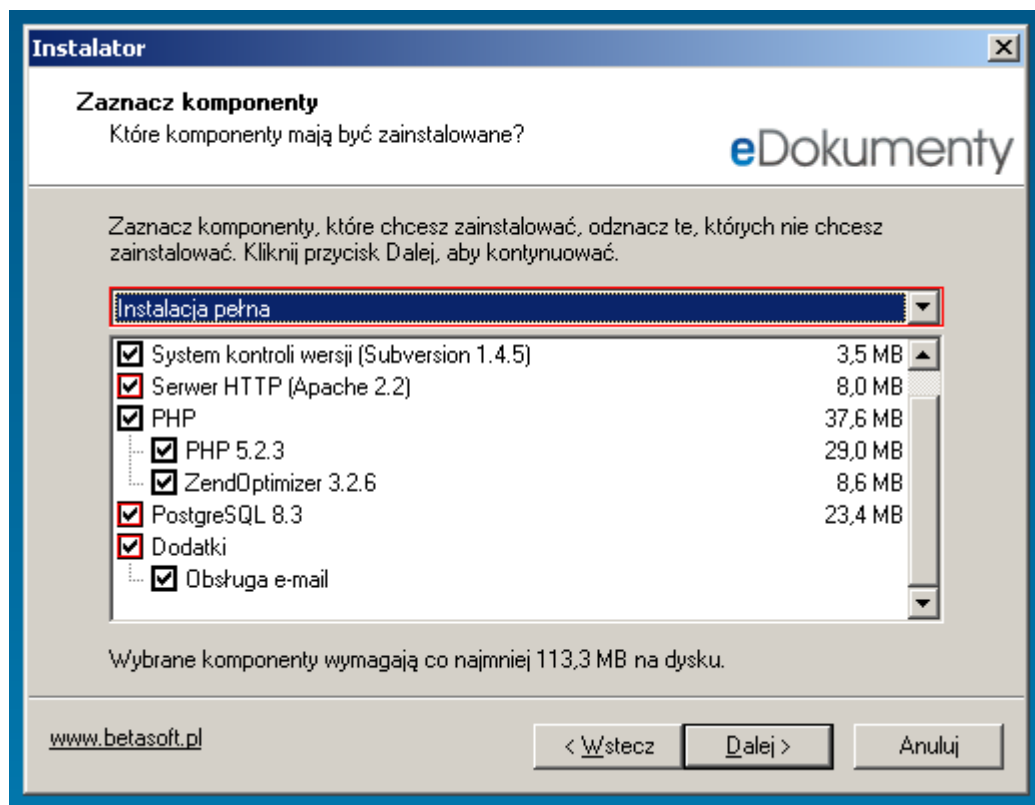 Instalator
Zaznacz komponenty
Które komponenty mają być zainstalowane?
eDokumenty
Zaznacz komponenty, które chcesz zainstalować, odznacz te, których nie chcesz
zainstalować. Kliknij przycisk Dalej, aby kontynuować.
Instalacja pełna
System kontroli wersji (Subversion 1.4.5) 3,5 MB
Serwer HTTP (Apache 2.2) 8,0 MB
PHP 37,6 MB
PHP 5.2.3 29,0 MB
ZendOptimizer 3.2.6 8,6 MB
PostgreSQL 8.3 23,4 MB
Dodatki
Obsługa e-mail
Wybrane komponenty wymagają co najmniej 113,3 MB na dysku.
www.betasoft.pl < Wstecz Dalej > Anuluj